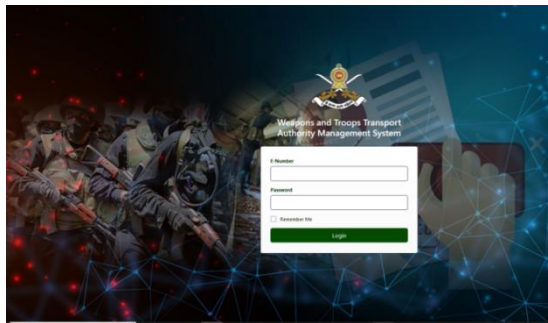 Weapons and Troops Transport
Authority Management System
E-Number
Password
Remember Me
Login